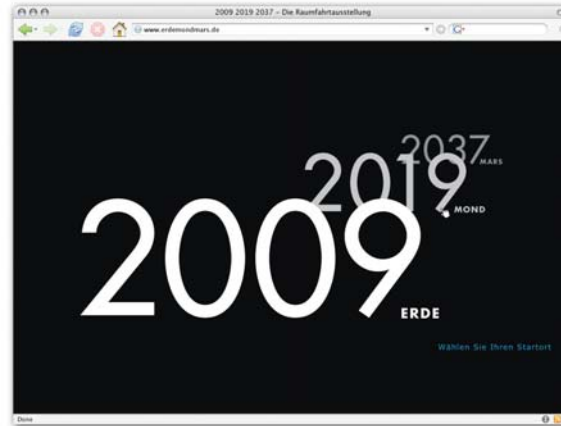 2009 2019 2037 – Die Raumfahrtausstellung
www.erdemondmars.de
2037
MARS
2019
MOND
2009
ERDE
Wählen Sie Ihren Startort
Done